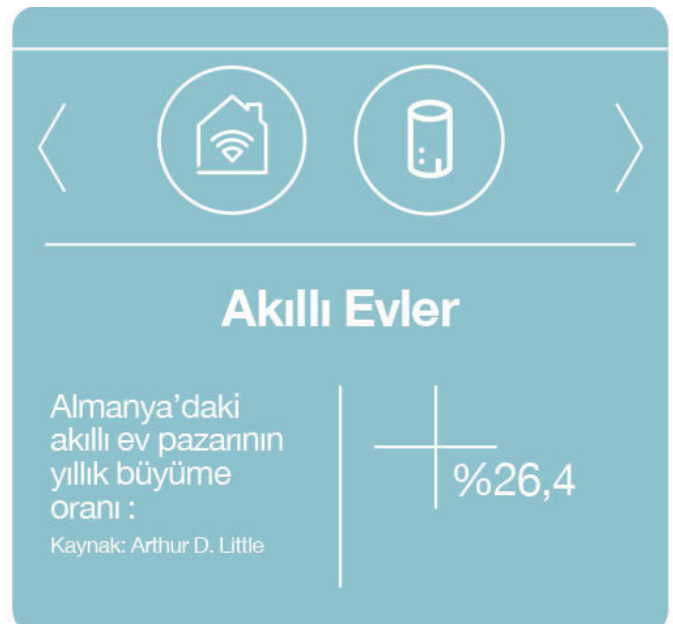 Akıllı Evler
Almanya’daki
akıllı ev pazarının
yıllık büyüme
oranı :
Kaynak: Arthur D. Little
%26,4